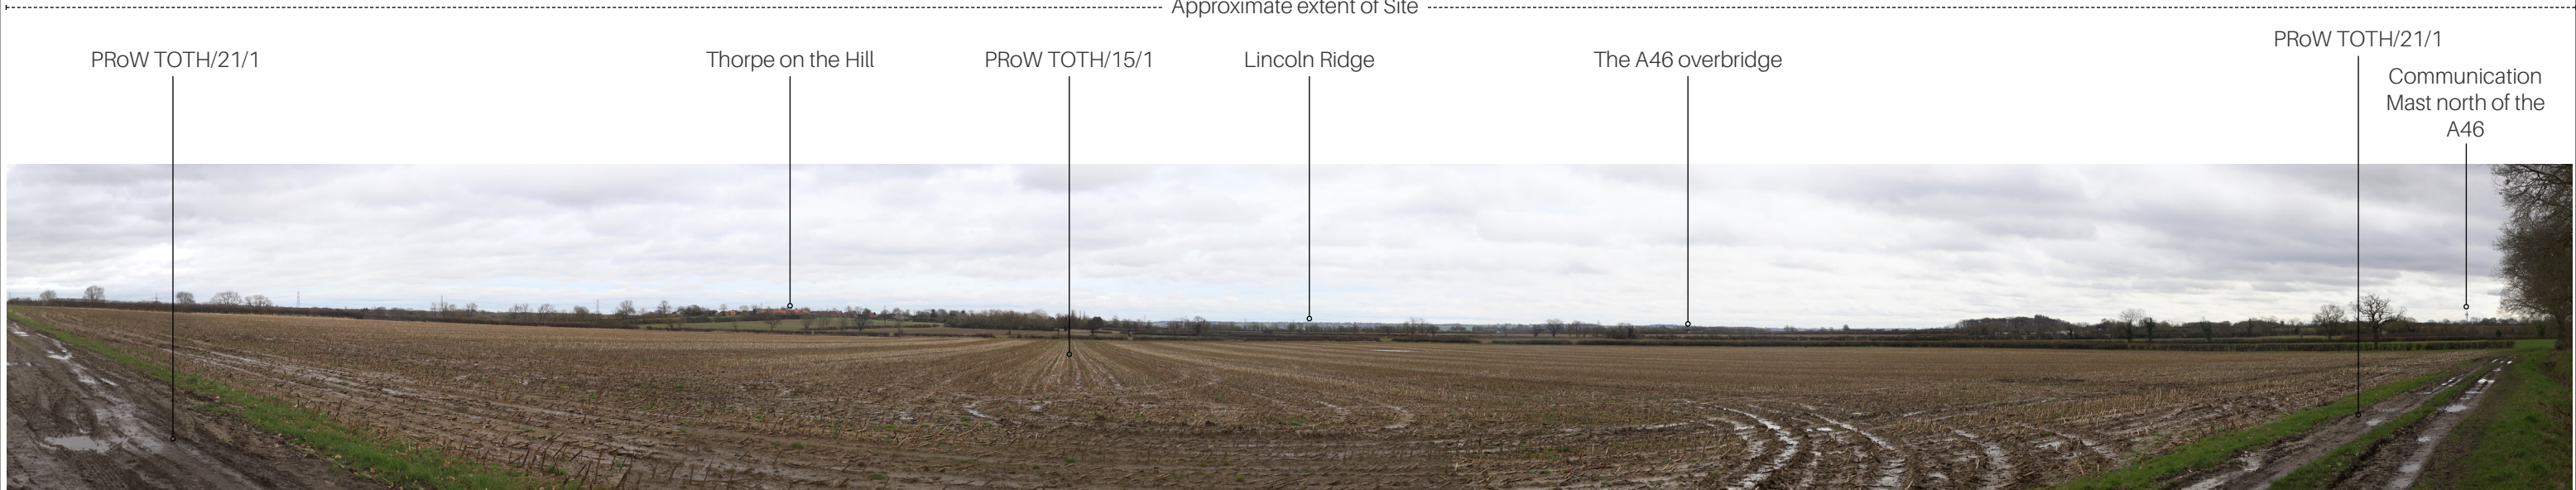 Approximate extent of Site
PRoW TOTH/21/1
Thorpe on the Hill
PRoW TOTH/15/1
Lincoln Ridge
The A46 overbridge
PRoW TOTH/21/1
Communication
Mast north of the
A46